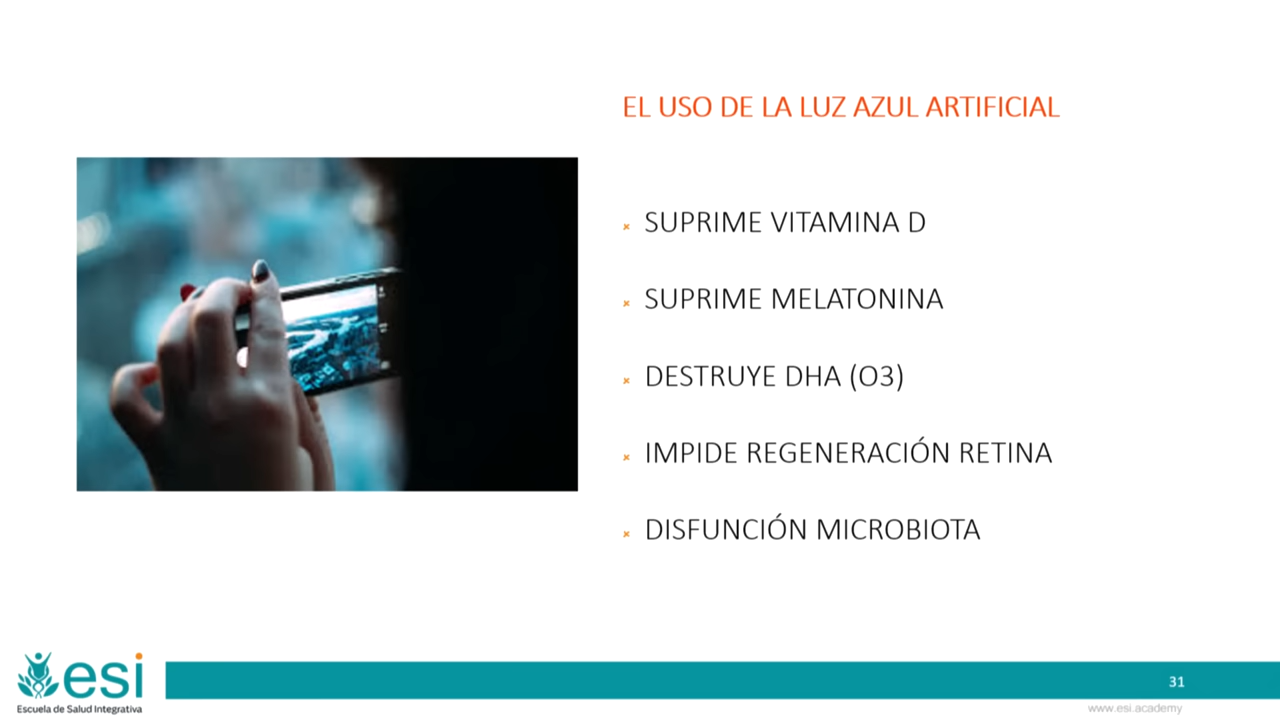 EL USO DE LA LUZ AZUL ARTIFICIAL
SUPRIME VITAMINA D
SUPRIME MELATONINA
DESTRUYE DHA (O3)
IMPIDE REGENERACIÓN RETINA
DISFUNCIÓN MICROBIOTA
esi
Escuela de Salud Integrativa
31
www.esi.academy